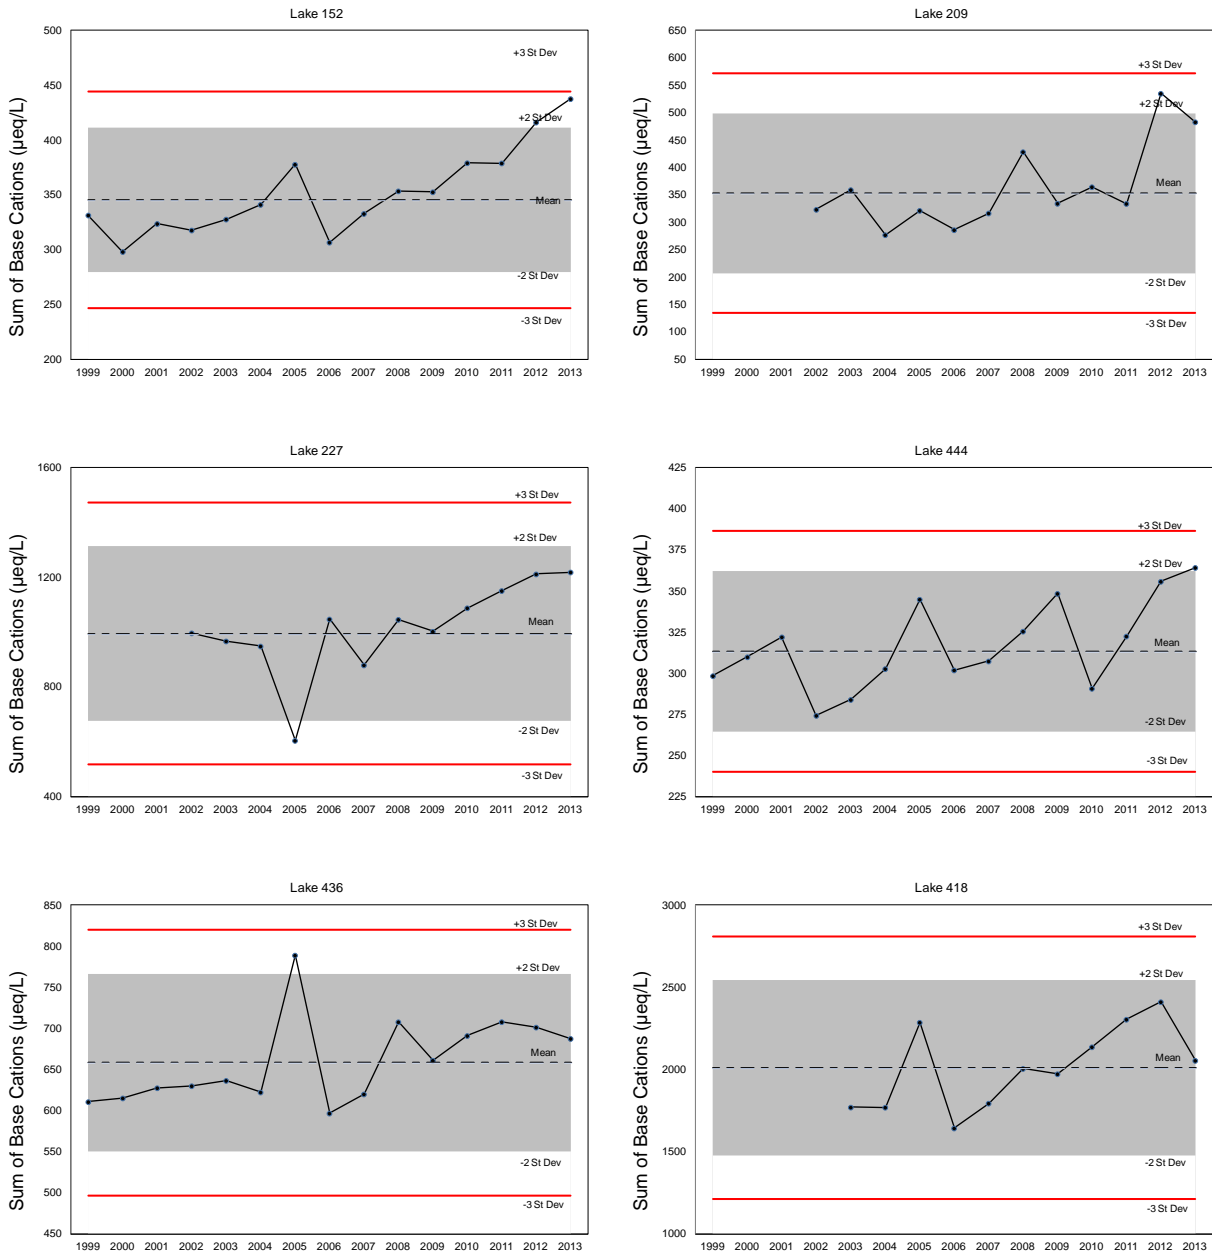 Lake 152
Sum of Base Cations (µeq/L)
500
450
400
350
300
250
200
+3 St Dev
+2 St Dev
Mean
-2 St Dev
-3 St Dev
1999 2000 2001 2002 2003 2004 2005 2006 2007 2008 2009 2010 2011 2012 2013
Lake 209
Sum of Base Cations (µeq/L)
650
600
550
500
450
400
350
300
250
200
150
100
50
+3 St Dev
+2 St Dev
Mean
-2 St Dev
-3 St Dev
1999 2000 2001 2002 2003 2004 2005 2006 2007 2008 2009 2010 2011 2012 2013
Lake 227
Sum of Base Cations (µeq/L)
1600
1200
800
400
+3 St Dev
+2 St Dev
Mean
-2 St Dev
-3 St Dev
1999 2000 2001 2002 2003 2004 2005 2006 2007 2008 2009 2010 2011 2012 2013
Lake 444
Sum of Base Cations (µeq/L)
425
400
375
350
325
300
275
250
225
+3 St Dev
+2 St Dev
Mean
-2 St Dev
-3 St Dev
1999 2000 2001 2002 2003 2004 2005 2006 2007 2008 2009 2010 2011 2012 2013
Lake 436
Sum of Base Cations (µeq/L)
850
800
750
700
650
600
550
500
450
+3 St Dev
+2 St Dev
Mean
-2 St Dev
-3 St Dev
1999 2000 2001 2002 2003 2004 2005 2006 2007 2008 2009 2010 2011 2012 2013
Lake 418
Sum of Base Cations (µeq/L)
3000
2500
2000
1500
1000
+3 St Dev
+2 St Dev
Mean
-2 St Dev
-3 St Dev
1999 2000 2001 2002 2003 2004 2005 2006 2007 2008 2009 2010 2011 2012 2013